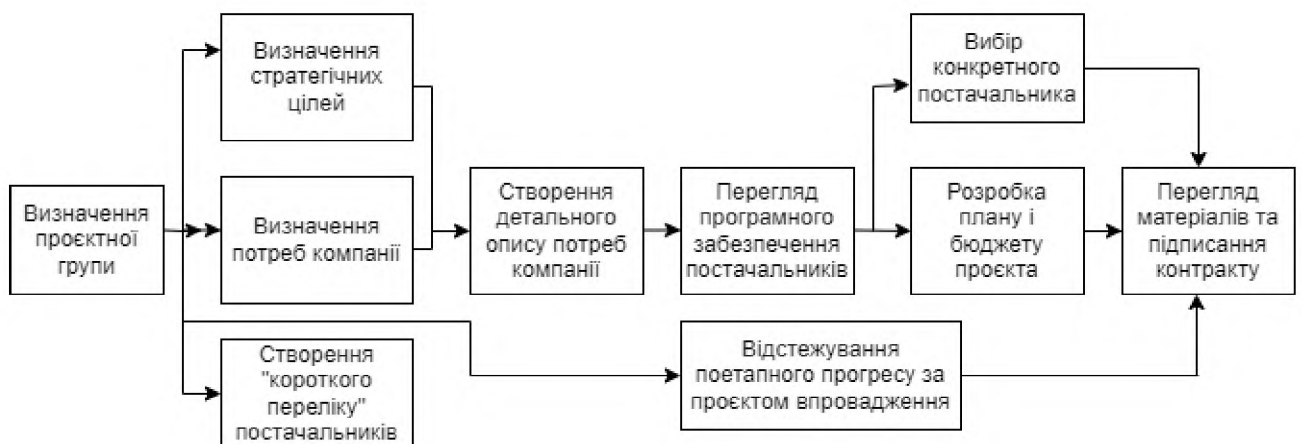 Визначення
проєктної
групи
Визначення
стратегічних
цілей
Визначення
потреб компанії
Створення
"короткого
переліку"
постачальників
Створення
детального
опису потреб
компанії
Перегляд
програмного
забезпечення
постачальників
Вибір
конкретного
постачальника
Розробка
плану і
бюджету
проєкта
Відстежування
поетапного прогресу за
проєктом впровадження
Перегляд
матеріалів та
підписання
контракту